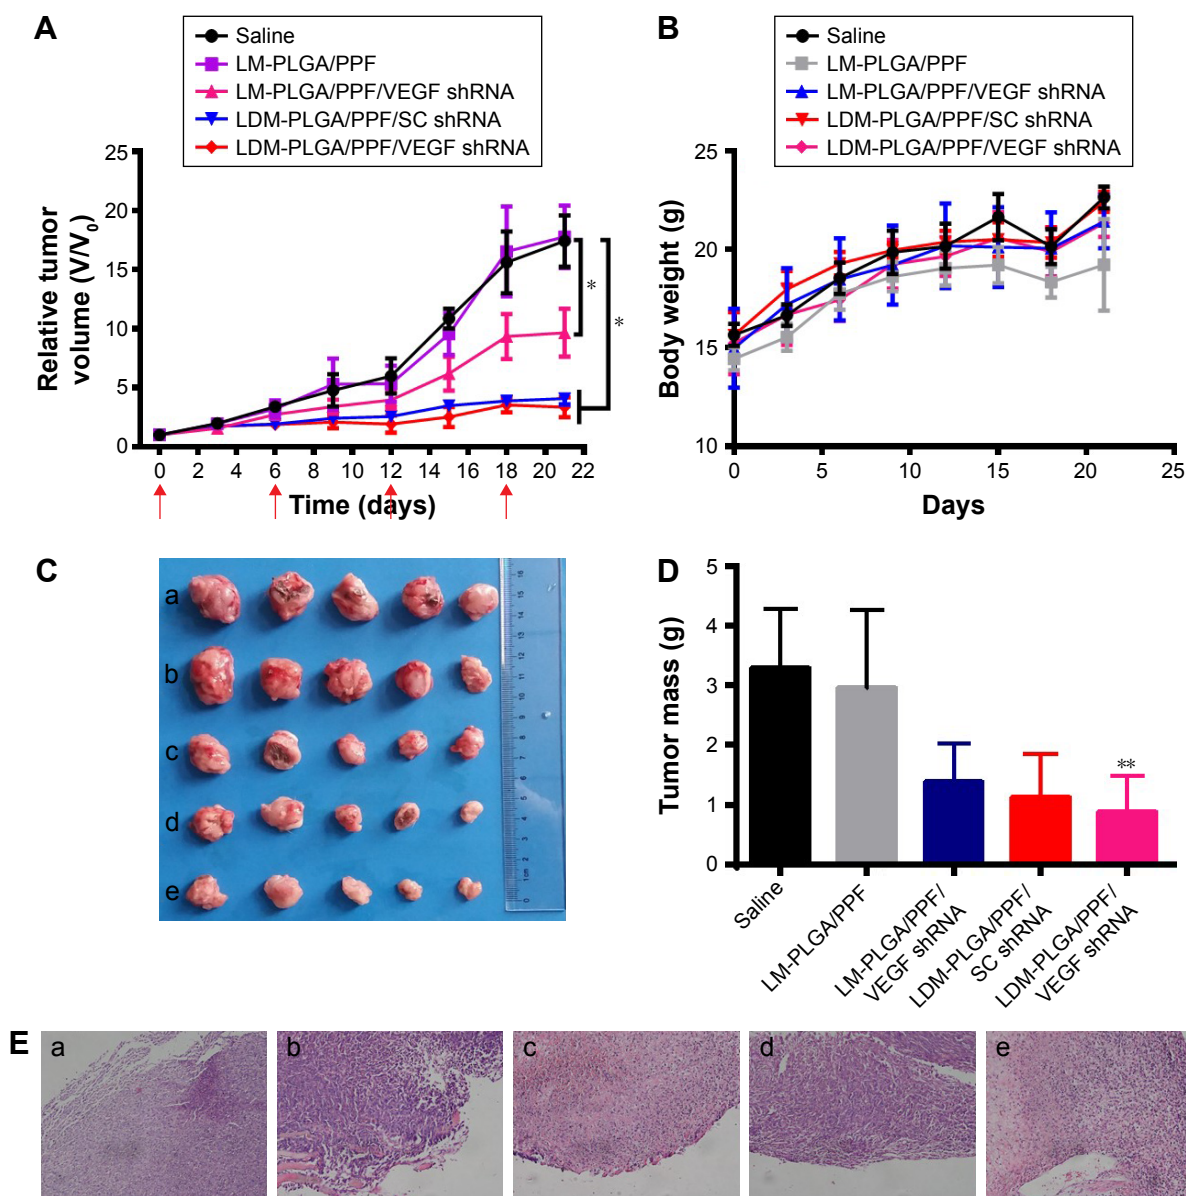 A
Saline
LM-PLGA/PPF
LM-PLGA/PPF/VEGF shRNA
LDM-PLGA/PPF/SC shRNA
LDM-PLGA/PPF/VEGF shRNA
Relative tumor
volume (V/V0)
25
20
15
10
5
0
*
*
0 2 4 6 8 10 12 14 16 18 20 22
Time (days)
B
Saline
LM-PLGA/PPF
LM-PLGA/PPF/VEGF shRNA
LDM-PLGA/PPF/SC shRNA
LDM-PLGA/PPF/VEGF shRNA
Body weight (g)
25
20
15
10
0 5 10 15 20 25
Days
C
a
b
c
d
e
D
Tumor mass (g)
5
4
3
2
1
0
**
Saline
LM-PLGA/PPF
LM-PLGA/PPF/
VEGF shRNA
LDM-PLGA/PPF/
SC shRNA
LDM-PLGA/PPF/
VEGF shRNA
E
a
b
c
d
e